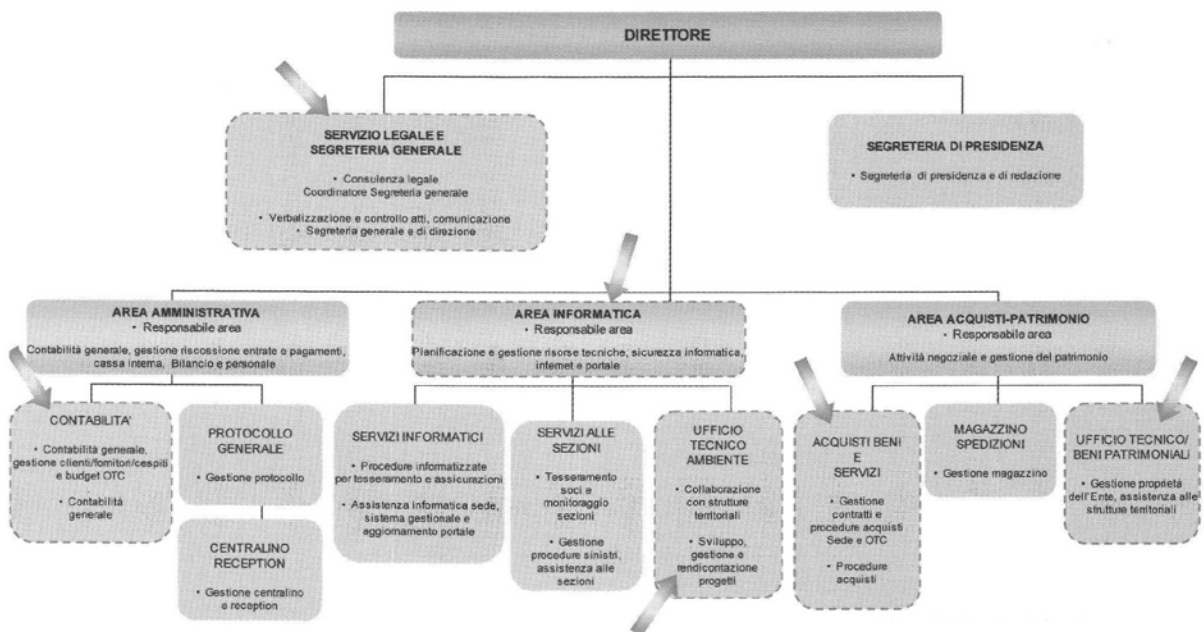 DIRETTORE
SERVIZIO LEGALE E
SEGRETERIA GENERALE
• Consulenza legale
Coordinatore Segreteria generale
• Verbalizzazione e controllo atti, comunicazione
• Segreteria generale e di direzione
SEGRETERIA DI PRESIDENZA
• Segreteria di presidenza e di redazione
AREA AMMINISTRATIVA
• Responsabile area
Contabilità generale, gestione riscossione entrate e pagamenti,
cassa interna, Bilancio e personale
AREA INFORMATICA
• Responsabile area
Pianificazione e gestione risorse tecniche, sicurezza informatica,
internet e portale
AREA ACQUISTI-PATRIMONIO
• Responsabile area
Attività negoziale e gestione del patrimonio
CONTABILITA'
• Contabilità generale,
gestione clienti/fornitori/cespiti
e budget OTC
• Contabilità
generale
PROTOCOLLO
GENERALE
• Gestione protocollo
CENTRALINO
RECEPTION
• Gestione centralino
e reception
SERVIZI INFORMATICI
• Procedure informatizzate
per tesseramento e assicurazioni
• Assistenza informatica sede,
sistema gestionale e
aggiornamento portale
SERVIZI ALLE
SEZIONI
• Tesseramento
soci e
monitoraggio
sezioni
• Gestione
procedure sinistri,
assistenza alle
sezioni
UFFICIO
TECNICO
AMBIENTE
• Collaborazione
con strutture
territoriali
• Sviluppo,
gestione e
rendicontazione
progetti
ACQUISTI BENI
E
SERVIZI
• Gestione
contratti e
procedure acquisti
Sede e OTC
• Procedure
acquisti
MAGAZZINO
SPEDIZIONI
• Gestione magazzino
UFFICIO TECNICO/
BENI PATRIMONIALI
• Gestione proprietà
dell'Ente, assistenza alle
strutture territoriali